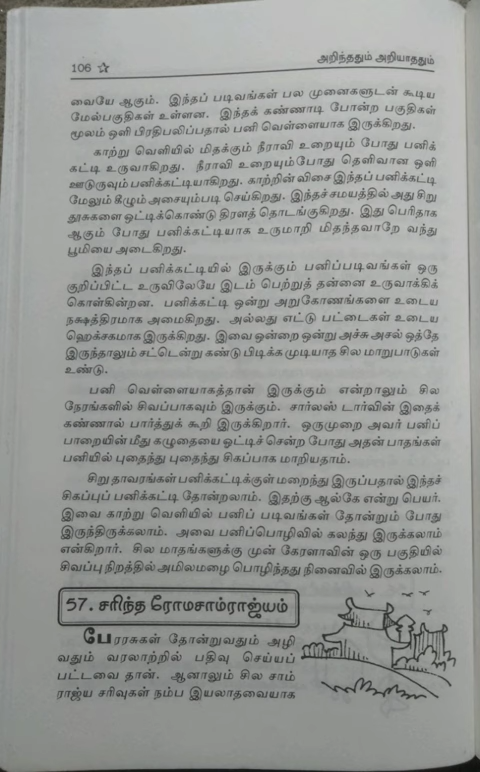 106 ☆ அறிந்ததும் அறியாததும்
வையே ஆகும். இந்தப் படிவங்கள் பல முனைகளுடன் கூடிய
மேல்பகுதிகள் உள்ளன. இந்தக் கண்ணாடி போன்ற பகுதிகள்
மூலம் ஒளி பிரதிபலிப்பதால் பனி வெள்ளையாக இருக்கிறது.
காற்று வெளியில் மிதக்கும் நீராவி உறையும் போது பனிக்
கட்டி உருவாகிறது. நீராவி உறையும்போது தெளிவான ஒளி
ஊடுருவும் பனிக்கட்டியாகிறது. காற்றின் விசை இந்தப் பனிக்கட்டி
மேலும் கீழும் அசையும்படி செய்கிறது. இந்தச்சமயத்தில் அது சிறு
தூசுகளை ஒட்டிக்கொண்டு திரளத் தொடங்குகிறது. இது பெரிதாக
ஆகும் போது பனிக்கட்டியாக உருமாறி மிதந்தவாறே வந்து
பூமியை அடைகிறது.
இந்தப் பனிக்கட்டியில் இருக்கும் பனிப்படிவங்கள் ஒரு
குறிப்பிட்ட உருவிலேயே இடம் பெற்றுத் தன்னை உருவாக்கிக்
கொள்கின்றன. பனிக்கட்டி ஒன்று அறுகோணங்களை உடைய
நக்ஷத்திரமாக அமைகிறது. அல்லது எட்டு பட்டைகள் உடைய
ஹெக்சகமாக இருக்கிறது. இவை ஒன்றை ஒன்று அச்சு அசல் ஒத்தே
இருந்தாலும் சட்டென்று கண்டு பிடிக்க முடியாத சில மாறுபாடுகள்
உண்டு.
பனி வெள்ளையாகத்தான் இருக்கும் என்றாலும் சில
நேரங்களில் சிவப்பாகவும் இருக்கும். சார்லஸ் டார்வின் இதைக்
கண்ணால் பார்த்துக் கூறி இருக்கிறார். ஒருமுறை அவர் பனிப்
பாறையின் மீது கழுதையை ஓட்டிச் சென்ற போது அதன் பாதங்கள்
பனியில் புதைந்து புதைந்து சிகப்பாக மாறியதாம்.
சிறு தாவரங்கள் பனிக்கட்டிக்குள் மறைந்து இருப்பதால் இந்தச்
சிகப்புப் பனிக்கட்டி தோன்றலாம். இதற்கு ஆல்கே என்று பெயர்.
இவை காற்று வெளியில் பனிப் படிவங்கள் தோன்றும் போது
இருந்திருக்கலாம். அவை பனிப்பொழிவில் கலந்து இருக்கலாம்
என்கிறார். சில மாதங்களுக்கு முன் கேரளாவின் ஒரு பகுதியில்
சிவப்பு நிறத்தில் அமிலமழை பொழிந்தது நினைவில் இருக்கலாம்.
57. சரிந்த ரோமசாம்ராஜ்யம்
பேரரசுகள் தோன்றுவதும் அழி
வதும் வரலாற்றில் பதிவு செய்யப்
பட்டவை தான். ஆனாலும் சில சாம்
ராஜ்ய சரிவுகள் நம்ப இயலாதவையாக